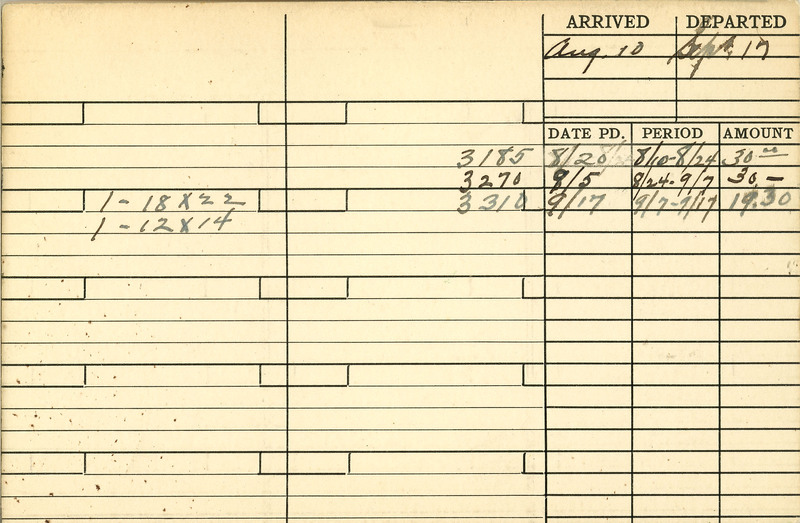 ARRIVED DEPARTED
Aug. 10 Sept. 17
DATE PD. PERIOD AMOUNT
3185 8/20 8/10-8/24 30 00
3270 9/5 8/24-9/7 30 —
1 - 18 X 22 3310 9/17 9/7-9/17 19.30
1 - 12 X 14